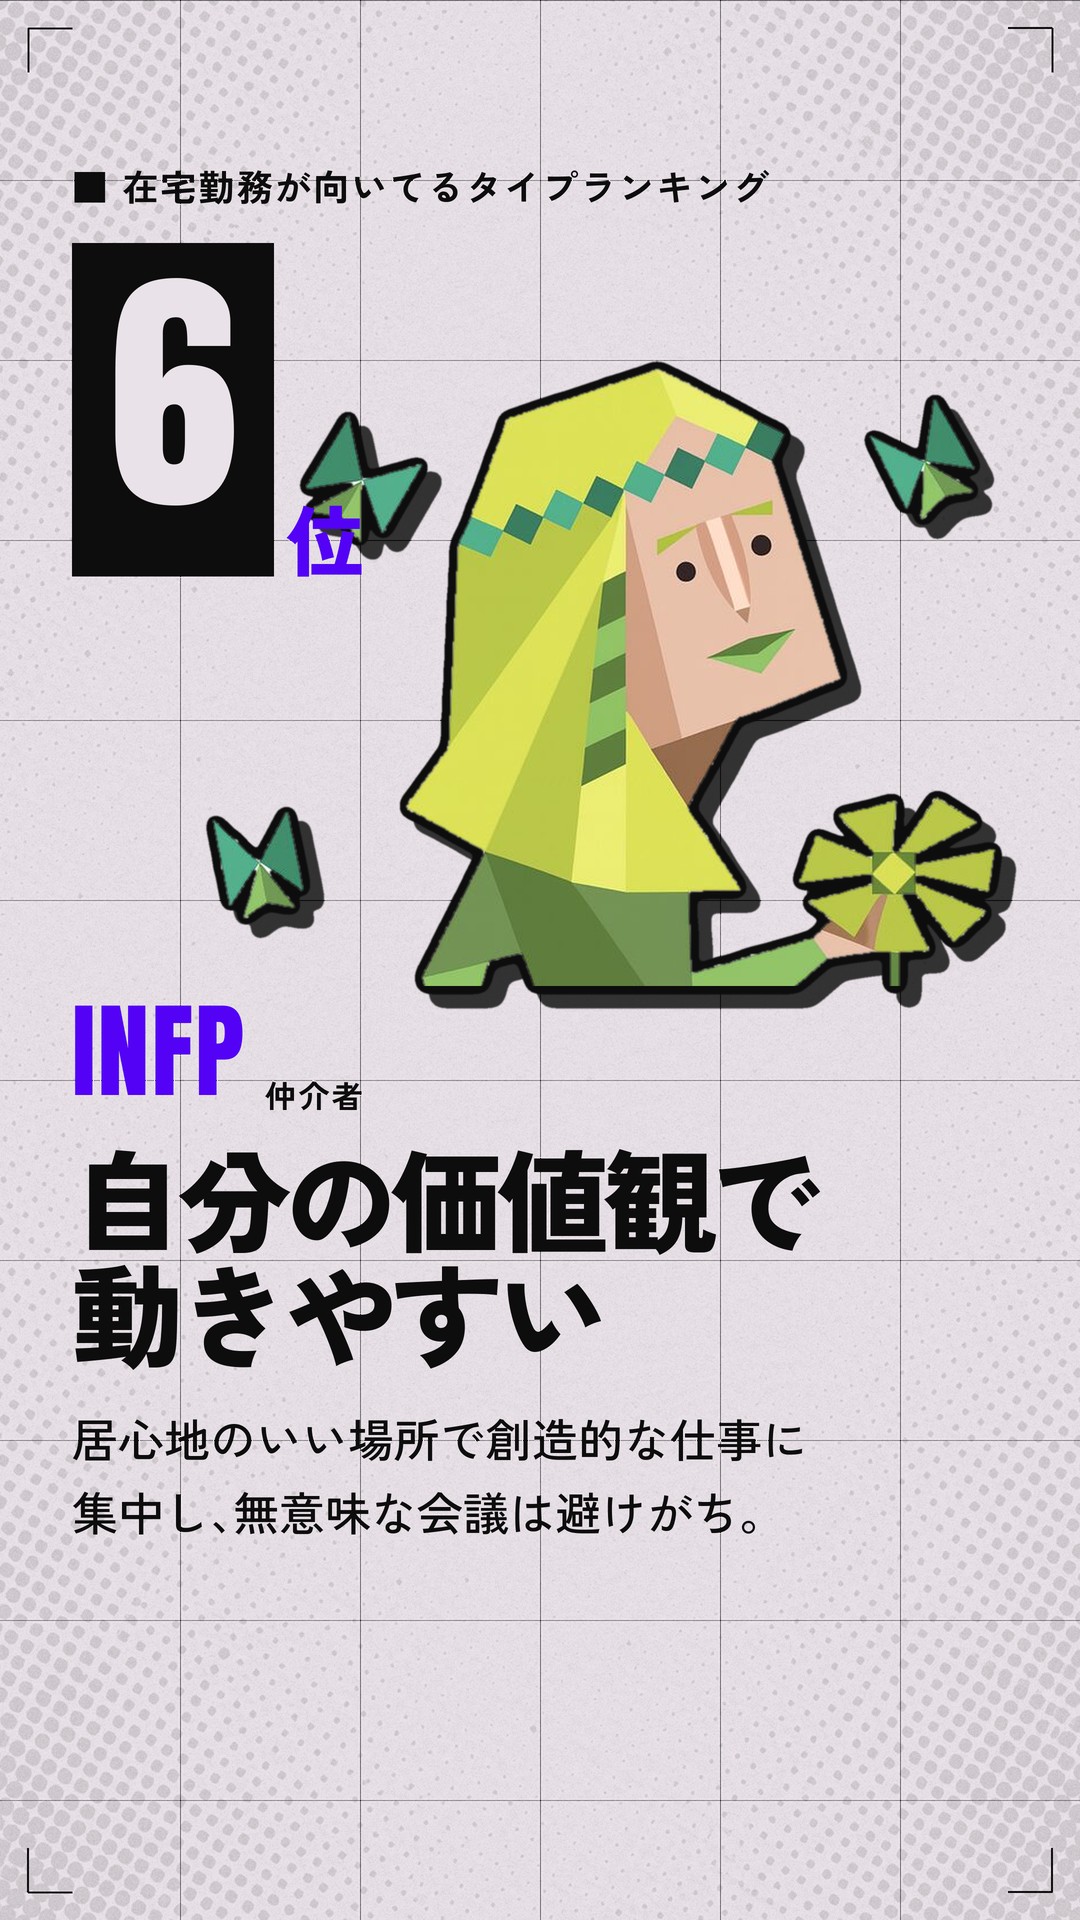 ■ 在宅勤務が向いてるタイプランキング
6位
INFP 仲介者
自分の価値観で
動きやすい
居心地のいい場所で創造的な仕事に
集中し、無意味な会議は避けがち。